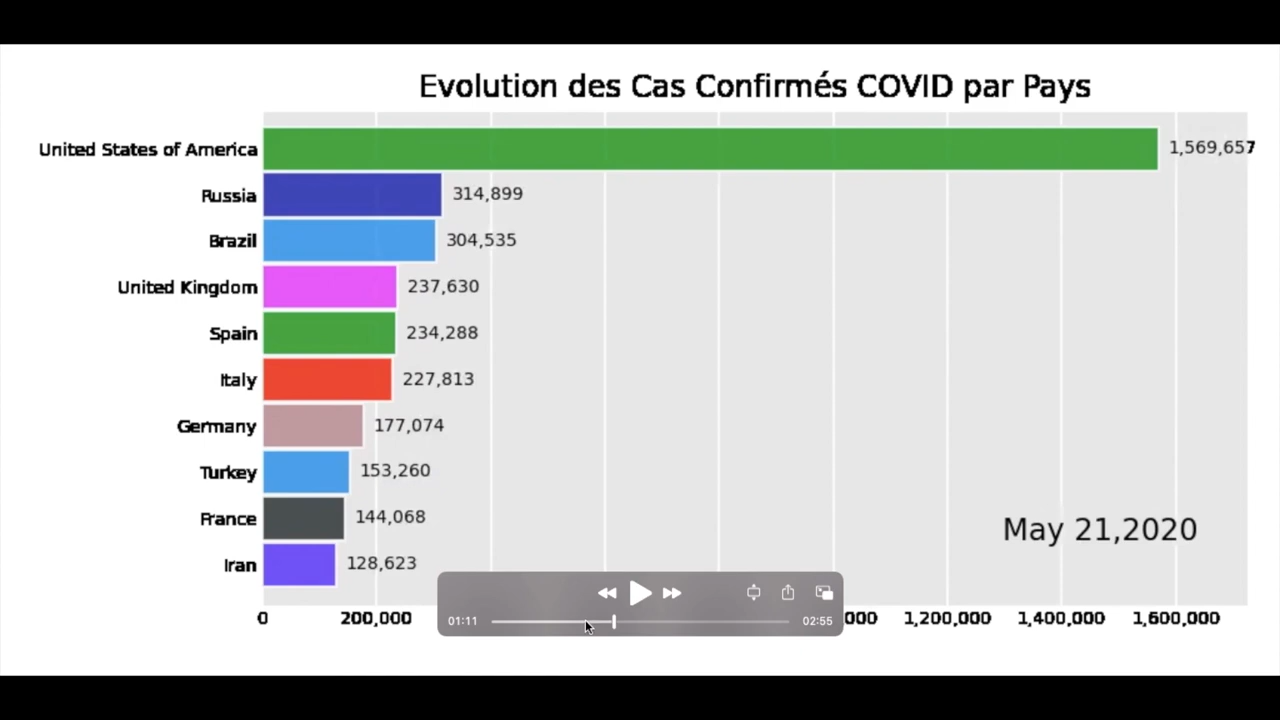 Evolution des Cas Confirmés COVID par Pays
United States of America 1,569,657
Russia 314,899
Brazil 304,535
United Kingdom 237,630
Spain 234,288
Italy 227,813
Germany 177,074
Turkey 153,260
France 144,068
May 21,2020
Iran 128,623
0 200,000 000 1,200,000 1,400,000 1,600,000
01:11 02:55